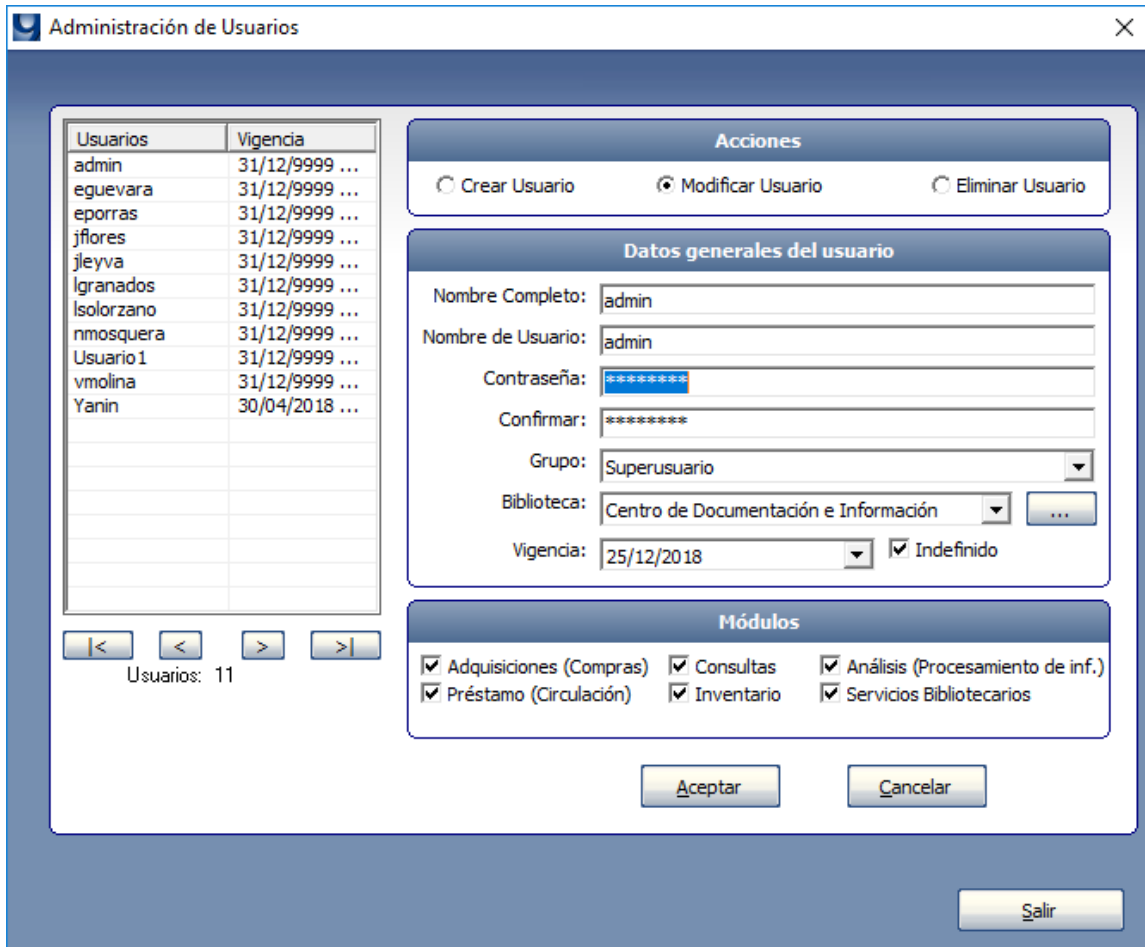 Administración de Usuarios
Usuarios Vigencia
admin 31/12/9999 ...
eguevara 31/12/9999 ...
eporras 31/12/9999 ...
jflores 31/12/9999 ...
jleyva 31/12/9999 ...
lgranados 31/12/9999 ...
lsolorzano 31/12/9999 ...
nmosquera 31/12/9999 ...
Usuario1 31/12/9999 ...
vmolina 31/12/9999 ...
Yanin 30/04/2018 ...
|< < > >|
Usuarios: 11
Acciones
Crear Usuario Modificar Usuario Eliminar Usuario
Datos generales del usuario
Nombre Completo: admin
Nombre de Usuario: admin
Contraseña: ********
Confirmar: ********
Grupo: Superusuario
Biblioteca: Centro de Documentación e Información ...
Vigencia: 25/12/2018 Indefinido
Módulos
Adquisiciones (Compras) Consultas Análisis (Procesamiento de inf.)
Préstamo (Circulación) Inventario Servicios Bibliotecarios
Aceptar Cancelar
Salir